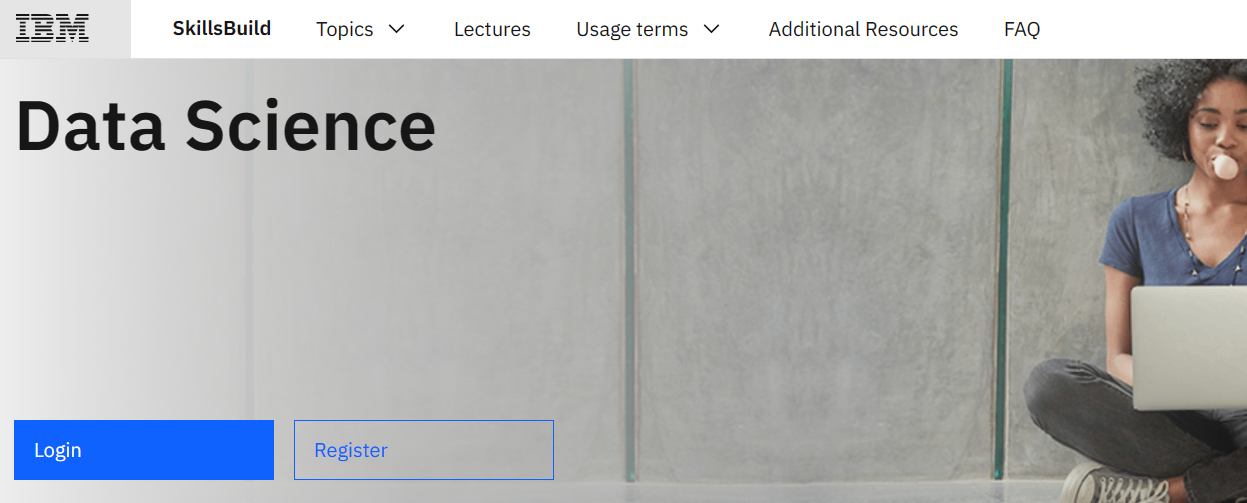 IBM SkillsBuild Topics Lectures Usage terms Additional Resources FAQ
Data Science
Login Register